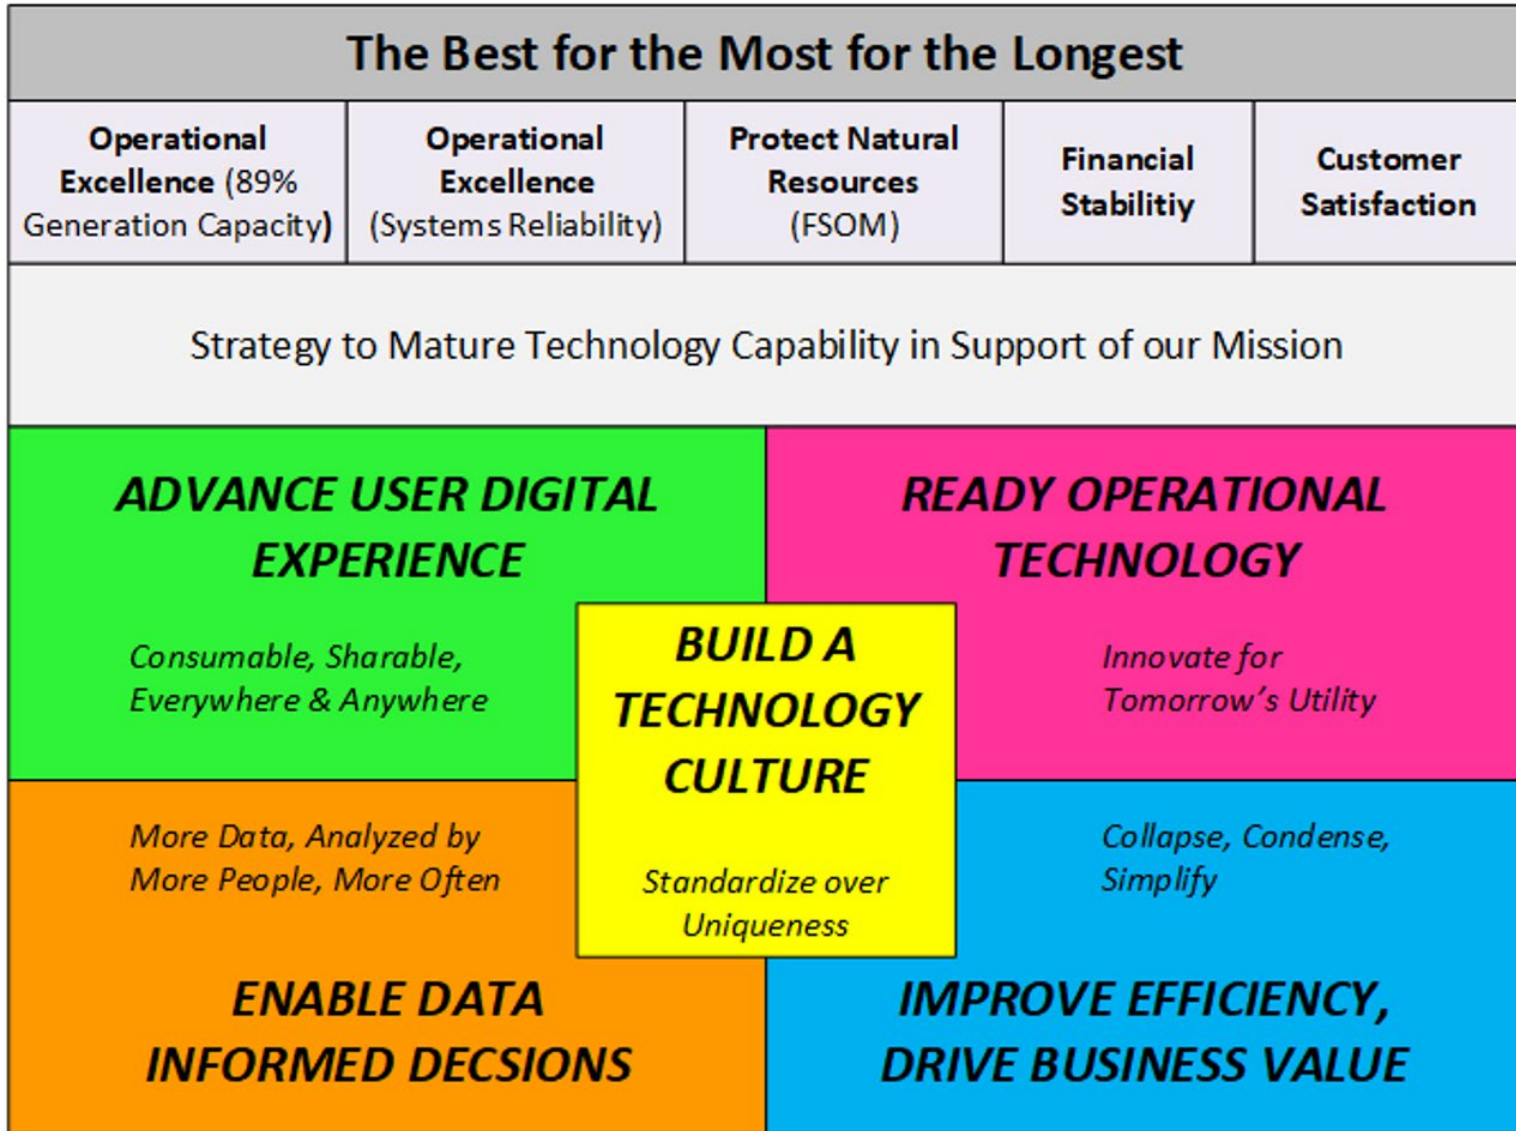 The Best for the Most for the Longest
Operational
Excellence (89%
Generation Capacity)
Operational
Excellence
(Systems Reliability)
Protect Natural
Resources
(FSOM)
Financial
Stabilitiy
Customer
Satisfaction
Strategy to Mature Technology Capability in Support of our Mission
ADVANCE USER DIGITAL
EXPERIENCE
Consumable, Sharable,
Everywhere & Anywhere
READY OPERATIONAL
TECHNOLOGY
Innovate for
Tomorrow's Utility
BUILD A
TECHNOLOGY
CULTURE
Standardize over
Uniqueness
More Data, Analyzed by
More People, More Often
ENABLE DATA
INFORMED DECSIONS
Collapse, Condense,
Simplify
IMPROVE EFFICIENCY,
DRIVE BUSINESS VALUE